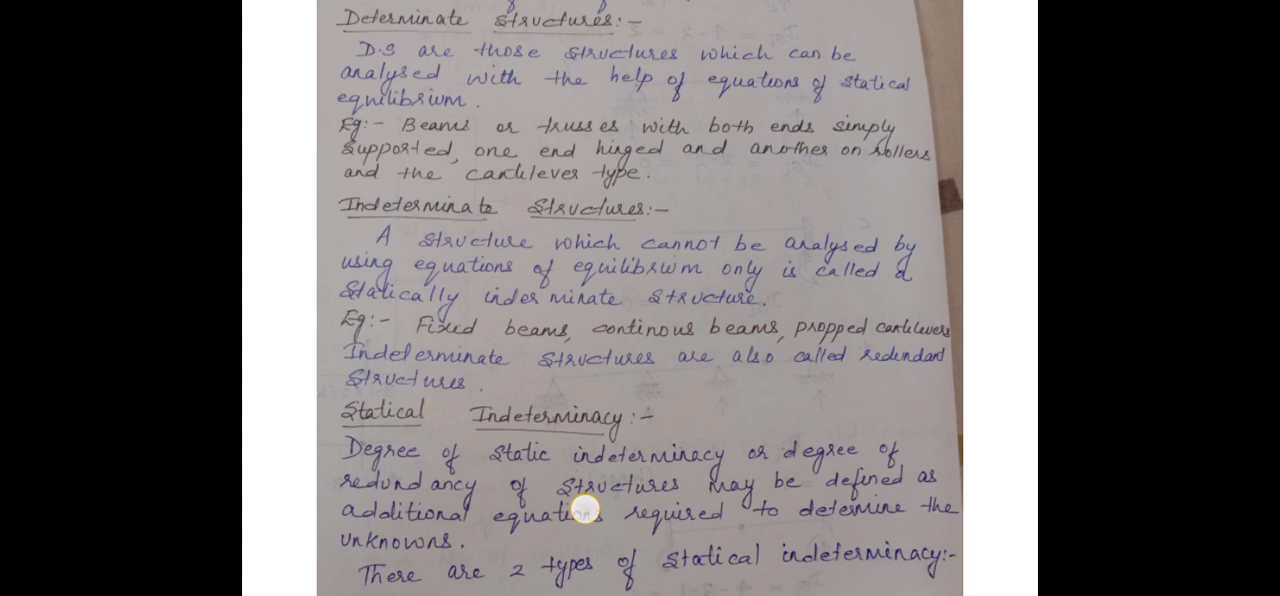 Determinate Structures:-
D.S are those structures which can be
analysed with the help of equations of statical
equilibrium.
Eg:- Beams or trusses with both ends simply
supported, one end hinged and another on rollers
and the cantilever type.
Indeterminate Structures:-
A structure which cannot be analysed by
using equations of equilibrium only is called a
statically inderminate structure.
Eg:- Fixed beams, continous beams, propped cantilevers
Indeterminate structures are also called redendant
structures.
Statical Indeterminacy:-
Degree of static indeterminacy or degree of
redundancy of structures may be defined as
additional equations required to determine the
unknowns.
There are 2 types of statical indeterminacy:-